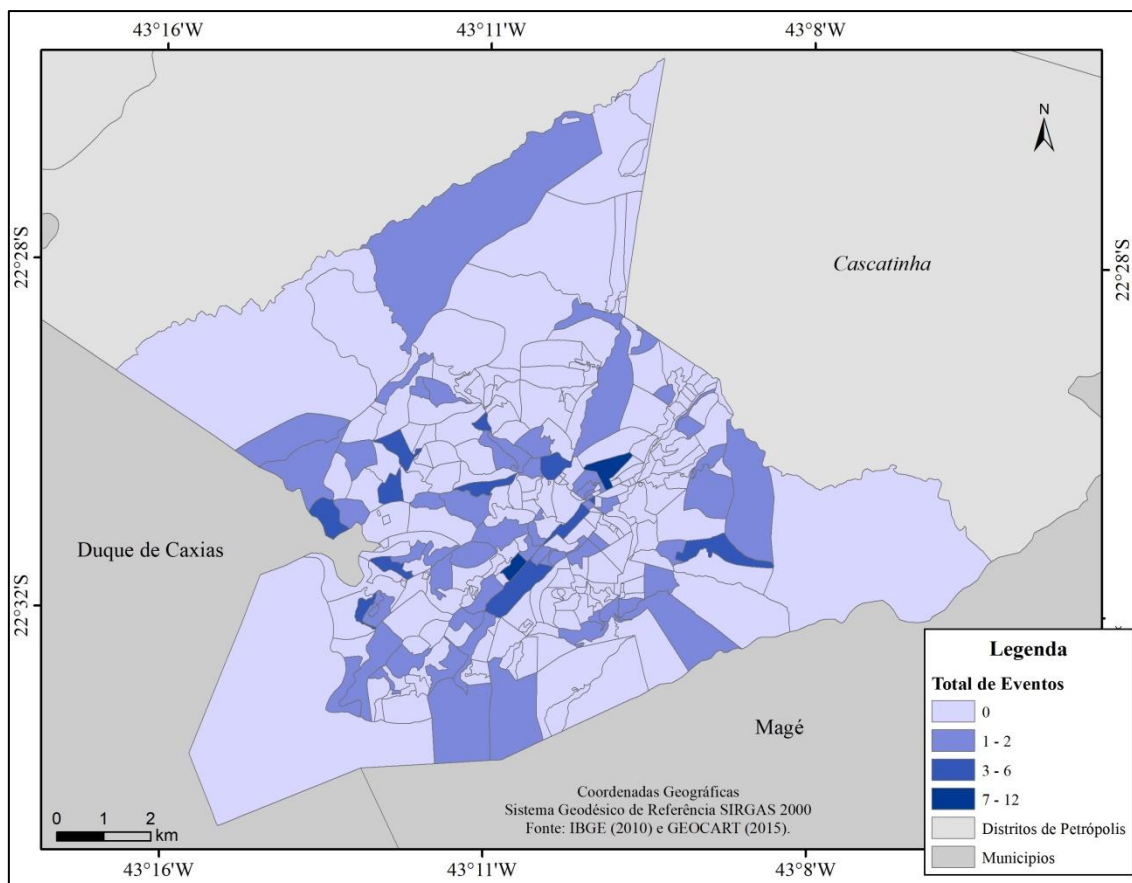 43°16'W 43°11'W 43°8'W
N
22°28'S
22°28'S
Cascatinha
Duque de Caxias
22°32'S
Magé
Legenda
Total de Eventos
0
1 - 2
3 - 6
7 - 12
Distritos de Petrópolis
Municipios
Coordenadas Geográficas
Sistema Geodésico de Referência SIRGAS 2000
Fonte: IBGE (2010) e GEOCART (2015).
0 1 2
km
43°16'W 43°11'W 43°8'W